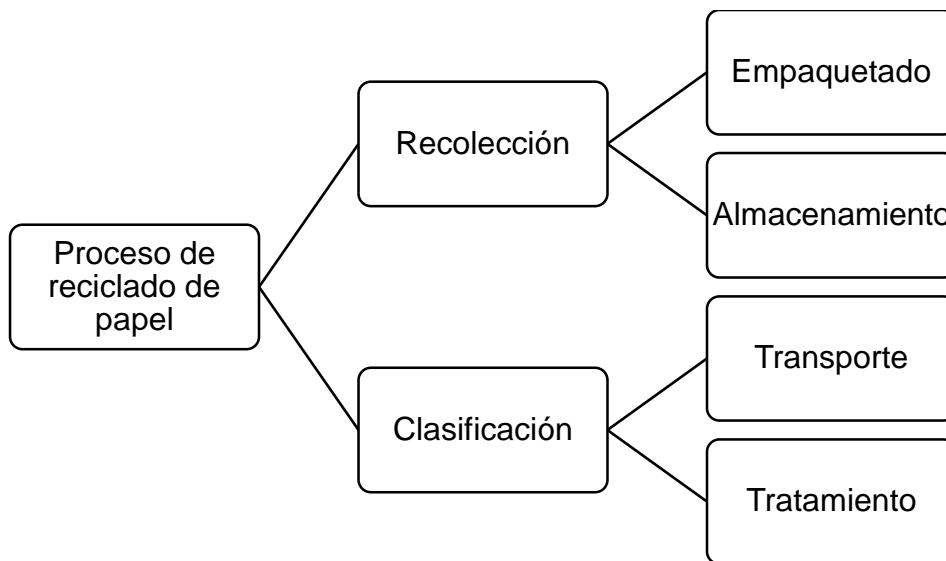 Proceso de
reciclado de
papel
Recolección
Empaquetado
Almacenamiento
Clasificación
Transporte
Tratamiento